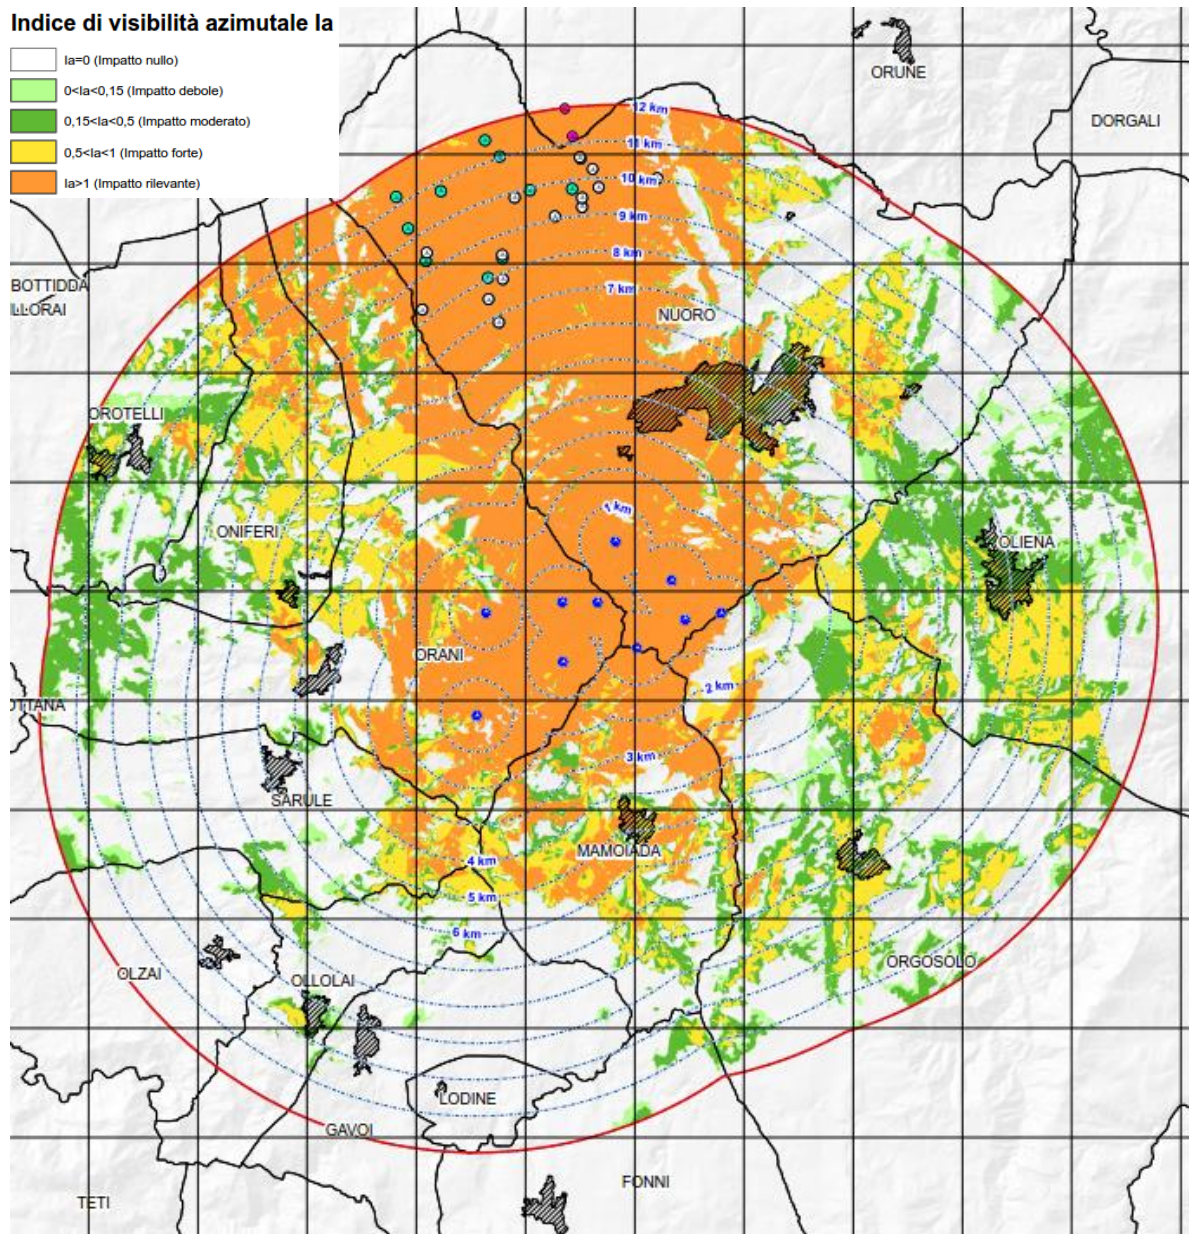 Indice di visibilità azimutale Ia
Ia=0 (Impatto nullo)
0<Ia<0,15 (Impatto debole)
0,15<Ia<0,5 (Impatto moderato)
0,5<Ia<1 (Impatto forte)
Ia>1 (Impatto rilevante)
ORUNE
DORGALI
12 km
11 km
10 km
9 km
8 km
7 km
BOTTIDDA
LLORAI
NUORO
OROTELLI
1 km
ONIFERI
OLIENA
ORANI
2 km
OTTANA
3 km
SARULE
MAMOIADA
4 km
5 km
6 km
ORGOSOLO
OLZAI
OLLOLAI
LODINE
GAVOI
FONNI
TETI